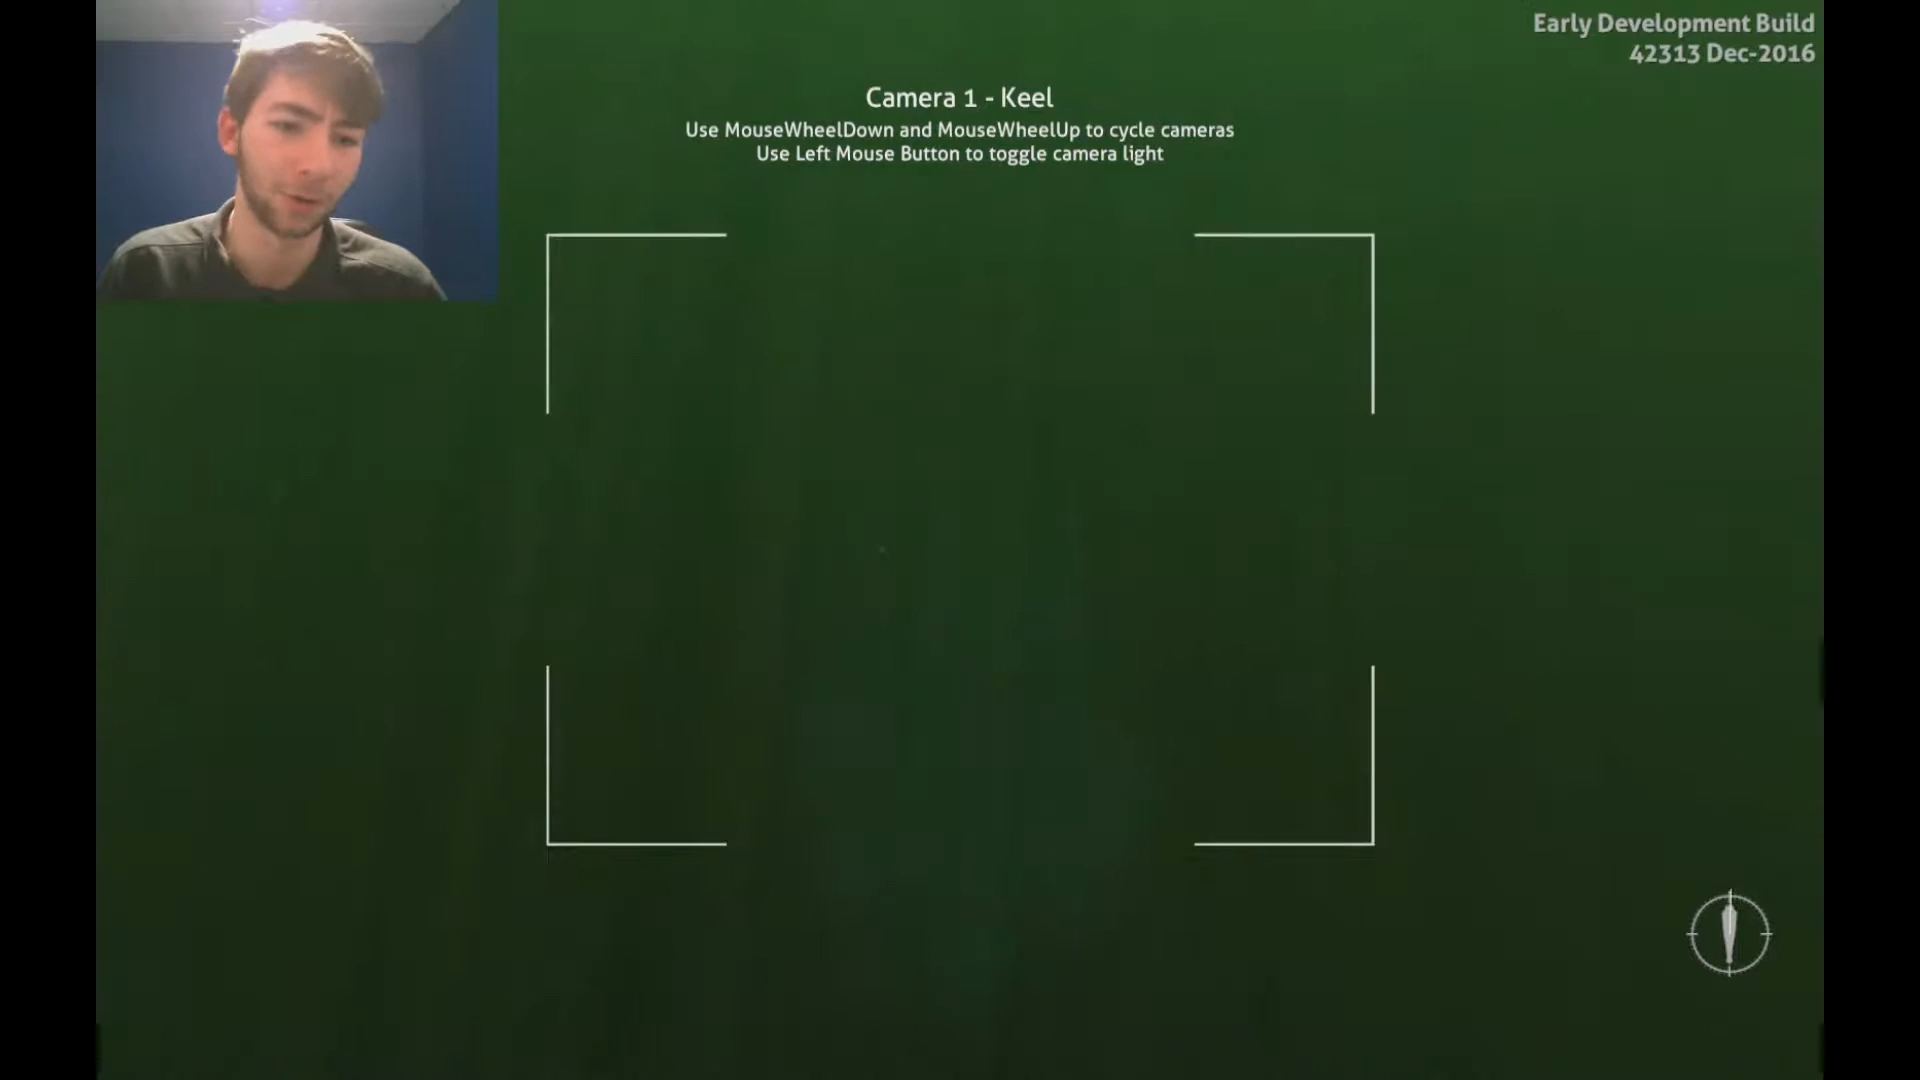 Early Development Build
42313 Dec-2016
Camera 1 - Keel
Use MouseWheelDown and MouseWheelUp to cycle cameras
Use Left Mouse Button to toggle camera light